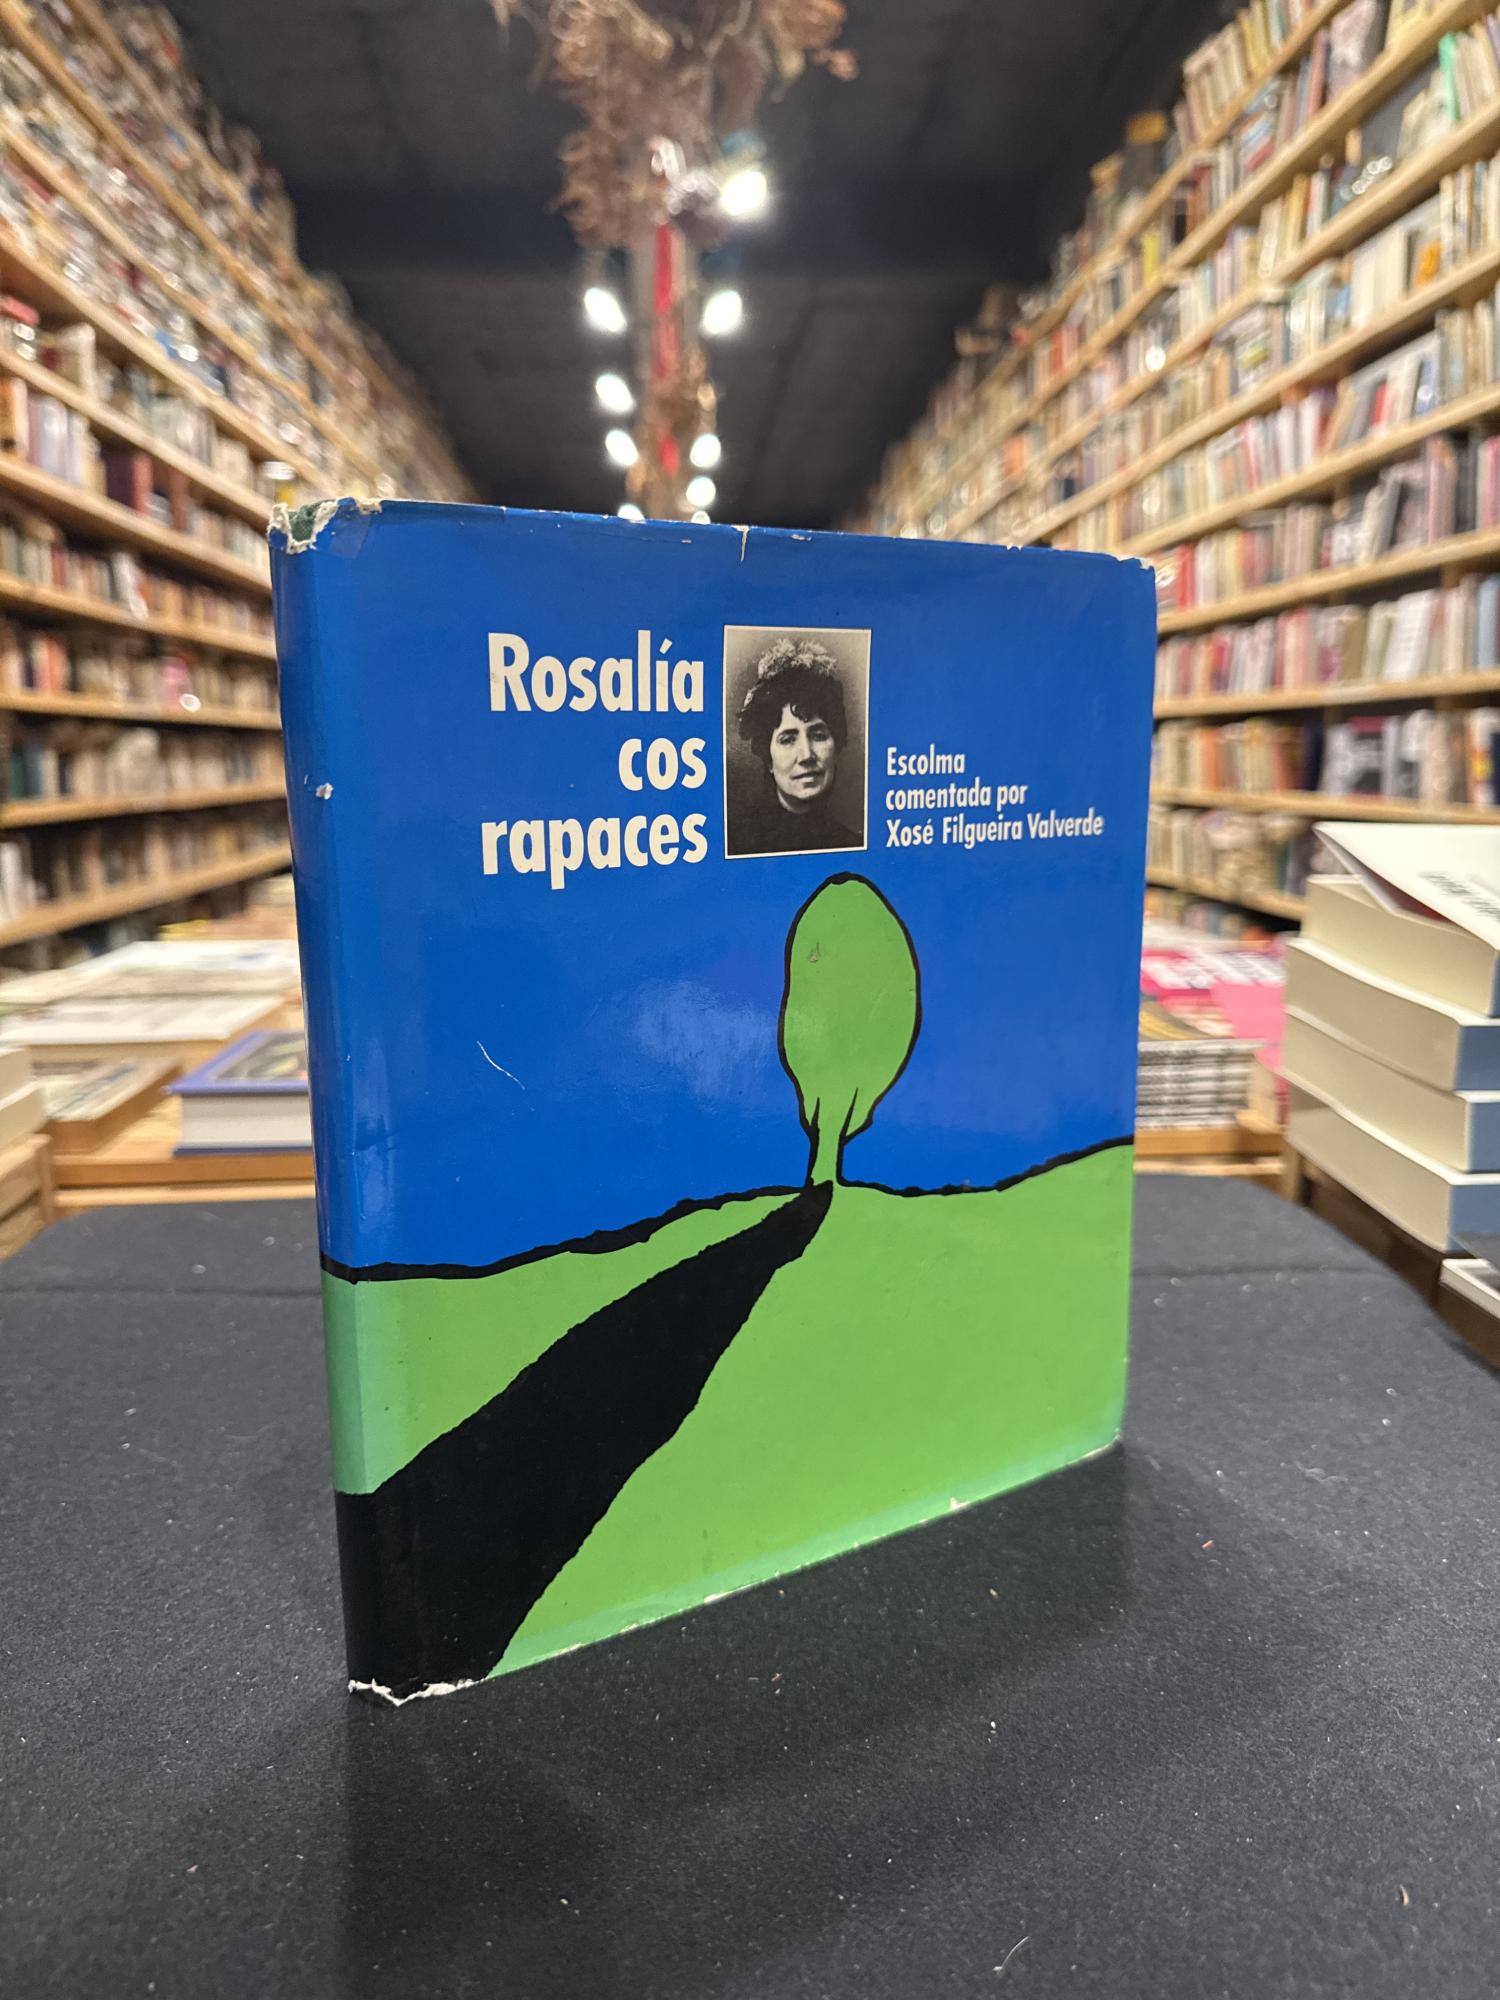 Rosalía
cos
rapaces
Escolma
comentada por
Xosé Filgueira Valverde